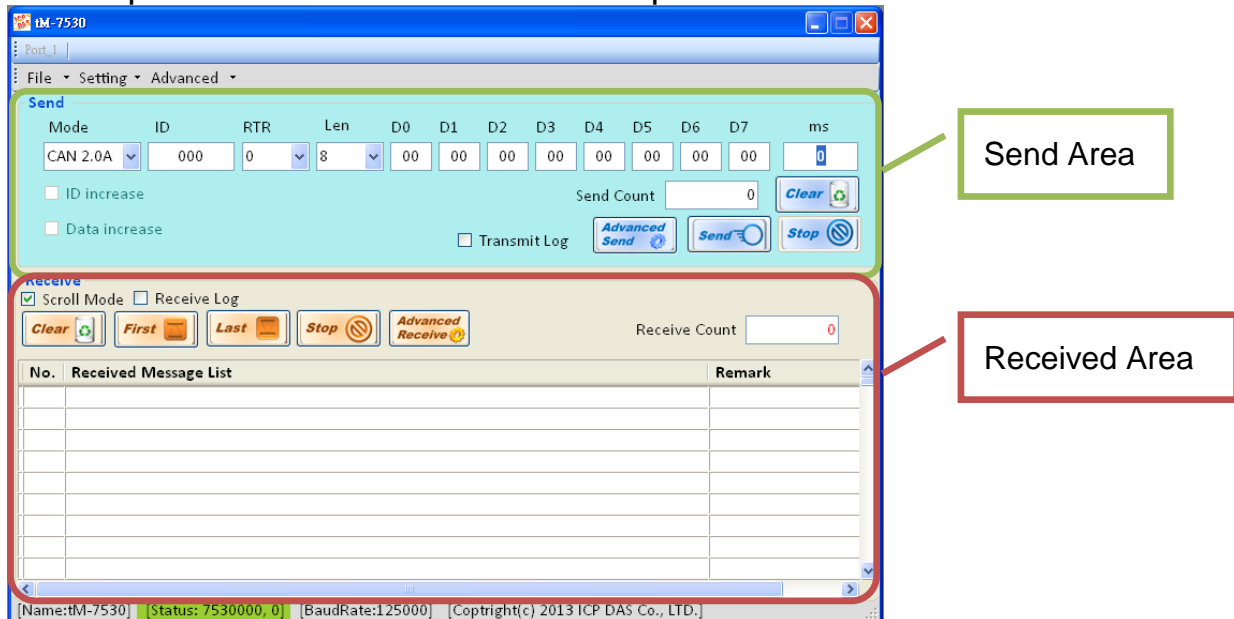 tM-7530
Port_1
File Setting Advanced
Send
Mode ID RTR Len D0 D1 D2 D3 D4 D5 D6 D7 ms
CAN 2.0A 000 0 8 00 00 00 00 00 00 00 00 0
ID increase Send Count 0 Clear
Data increase Transmit Log Advanced Send Send Stop
Send Area
Receive
Scroll Mode Receive Log
Clear First Last Stop Advanced Receive Receive Count 0
No. Received Message List Remark
Received Area
[Name:tM-7530] [Status: 7530000, 0] [BaudRate:125000] [Coptright(c) 2013 ICP DAS Co., LTD.]